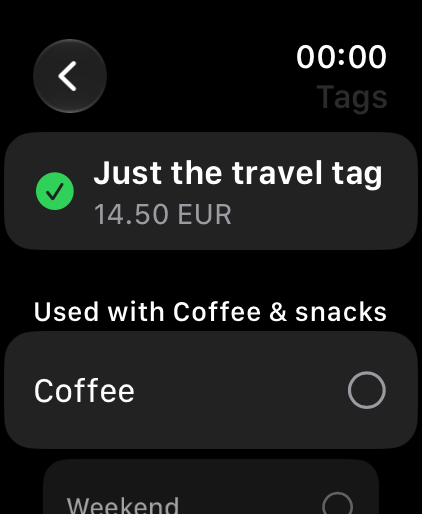 00:00
Tags
Just the travel tag
14.50 EUR
Used with Coffee & snacks
Coffee
Weekend